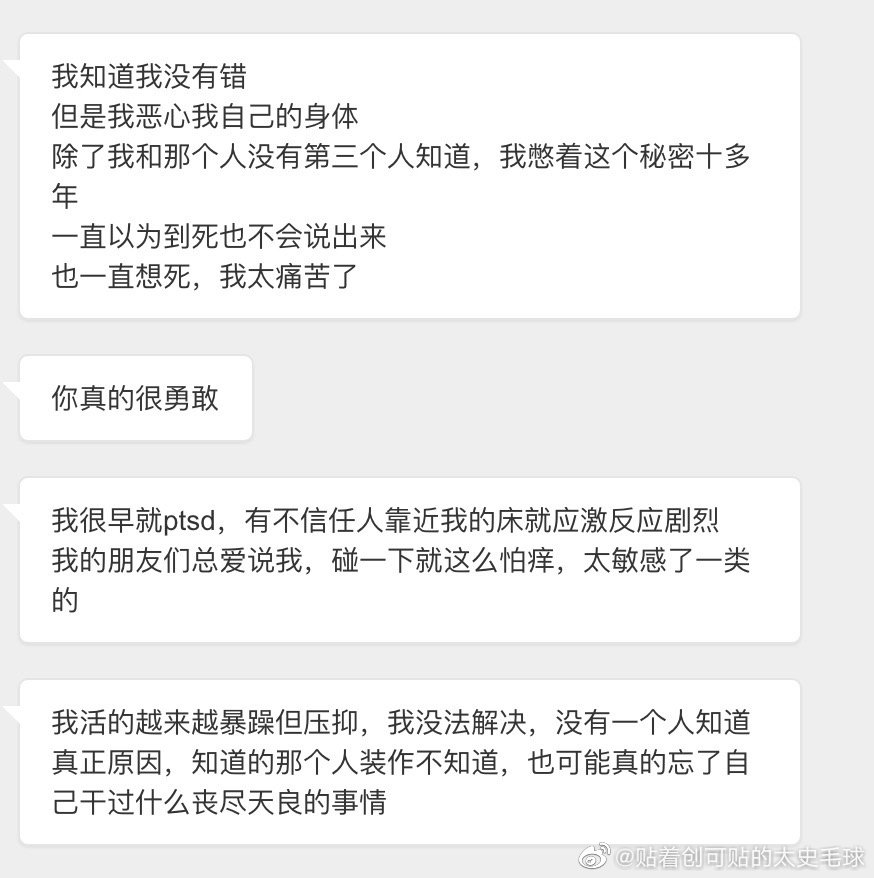 我知道我没有错
但是我恶心我自己的身体
除了我和那个人没有第三个人知道，我憋着这个秘密十多
年
一直以为到死也不会说出来
也一直想死，我太痛苦了
你真的很勇敢
我很早就ptsd，有不信任人靠近我的床就应激反应剧烈
我的朋友们总爱说我，碰一下就这么怕痒，太敏感了一类
的
我活的越来越暴躁但压抑，我没法解决，没有一个人知道
真正原因，知道的那个人装作不知道，也可能真的忘了自
己干过什么丧尽天良的事情
@贴着创可贴的太史毛球